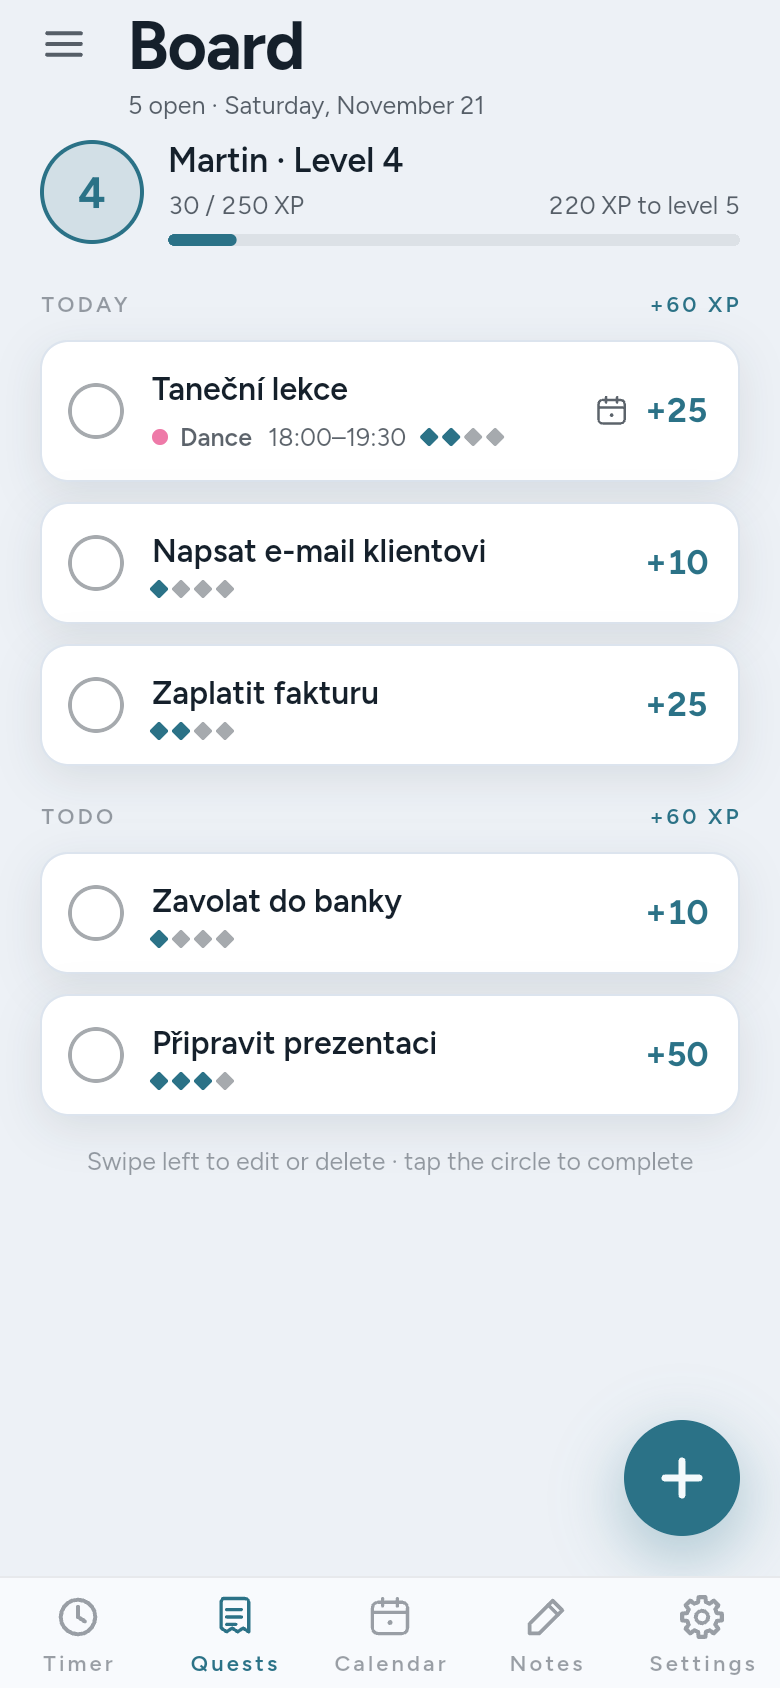 Board
5 open · Saturday, November 21
4
Martin · Level 4
30 / 250 XP
220 XP to level 5
TODAY
+60 XP
Taneční lekce
Dance 18:00–19:30
+25
Napsat e-mail klientovi
+10
Zaplatit fakturu
+25
TODO
+60 XP
Zavolat do banky
+10
Připravit prezentaci
+50
Swipe left to edit or delete · tap the circle to complete
Timer
Quests
Calendar
Notes
Settings